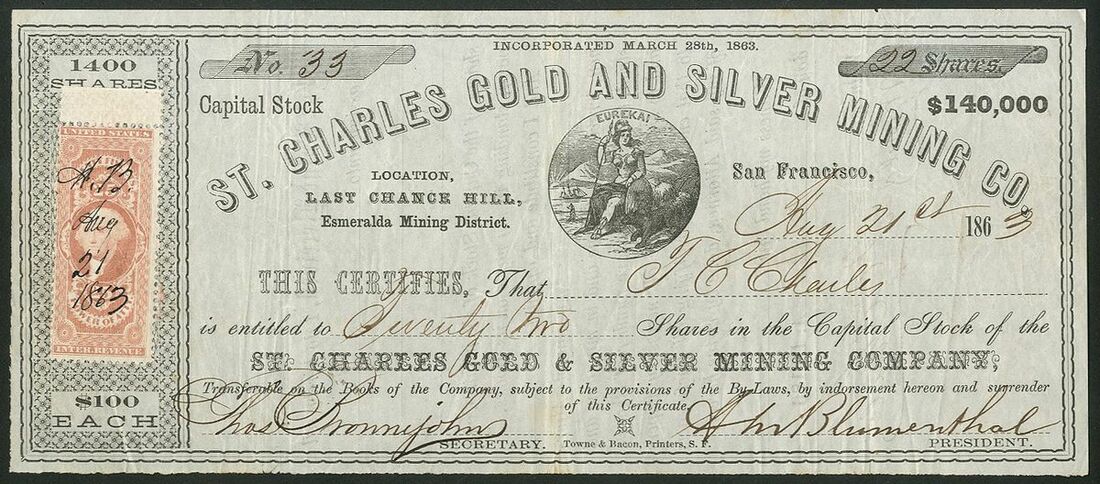 1400
SHARES
UNITED STATES
H.B
Aug
21
1863
INTER. REVENUE
$100
EACH
INCORPORATED MARCH 28th, 1863.
No. 33
22 Shares.
Capital Stock
$140,000
ST. CHARLES GOLD AND SILVER MINING CO.
EUREKA
LOCATION,
LAST CHANCE HILL,
Esmeralda Mining District.
San Francisco,
Aug 21st 1863
THIS CERTIFIES, That T C Charles
is entitled to Twenty two Shares in the Capital Stock of the
ST. CHARLES GOLD & SILVER MINING COMPANY,
Transferable on the Books of the Company, subject to the provisions of the By-Laws, by indorsement hereon and surrender
of this Certificate
Blumenthal
SECRETARY. Towne & Bacon, Printers, S. F. PRESIDENT.